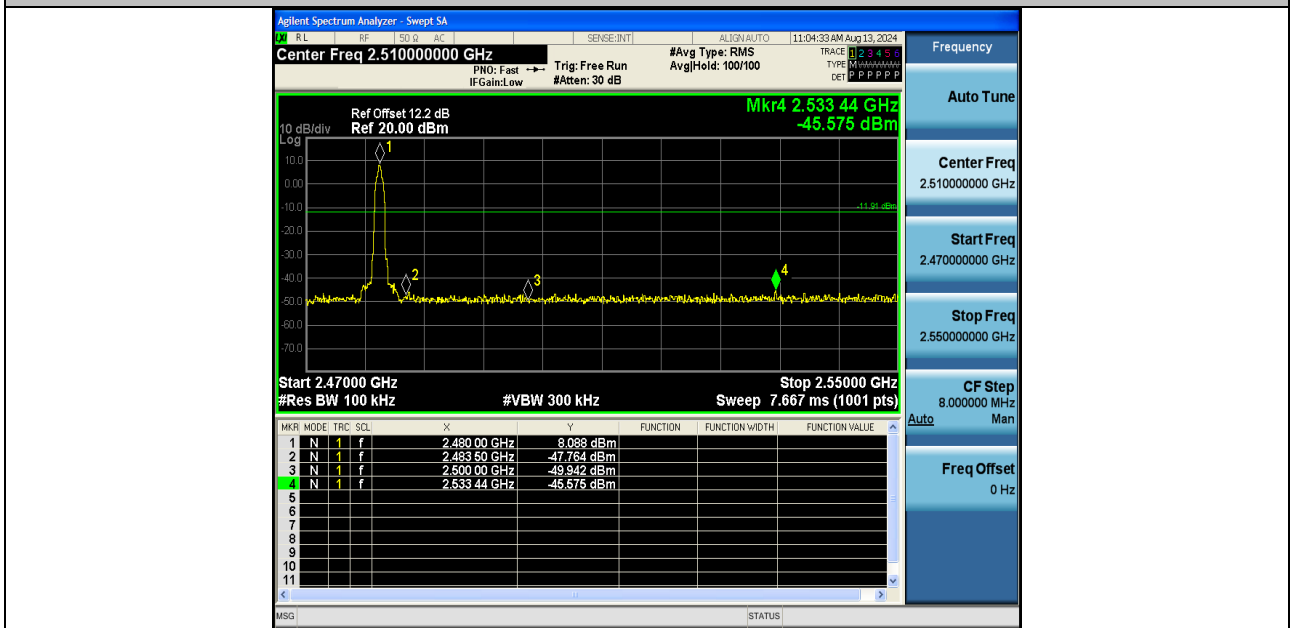 Agilent Spectrum Analyzer - Swept SA
RL RF 50 Ω AC SENSE:INT ALIGN AUTO 11:04:33 AM Aug 13, 2024
Center Freq 2.510000000 GHz
PNO: Fast
IFGain:Low
Trig: Free Run
#Atten: 30 dB
#Avg Type: RMS
Avg|Hold: 100/100
TRACE 1 2 3 4 5 6
TYPE M
DET P P P P P P
Mkr4 2.533 44 GHz
-45.575 dBm
Ref Offset 12.2 dB
10 dB/div Ref 20.00 dBm
Log
10.0
0.00
-10.0
-20.0
-30.0
-40.0
-50.0
-60.0
-70.0
1
2
3
4
-11.91 dBm
Start 2.47000 GHz Stop 2.55000 GHz
#Res BW 100 kHz #VBW 300 kHz Sweep 7.667 ms (1001 pts)
MKR MODE TRC SCL X Y FUNCTION FUNCTION WIDTH FUNCTION VALUE
1 N 1 f 2.480 00 GHz 8.088 dBm
2 N 1 f 2.483 50 GHz -47.764 dBm
3 N 1 f 2.500 00 GHz -49.942 dBm
4 N 1 f 2.533 44 GHz -45.575 dBm
5
6
7
8
9
10
11
MSG STATUS
Frequency
Auto Tune
Center Freq
2.510000000 GHz
Start Freq
2.470000000 GHz
Stop Freq
2.550000000 GHz
CF Step
8.000000 MHz
Auto Man
Freq Offset
0 Hz